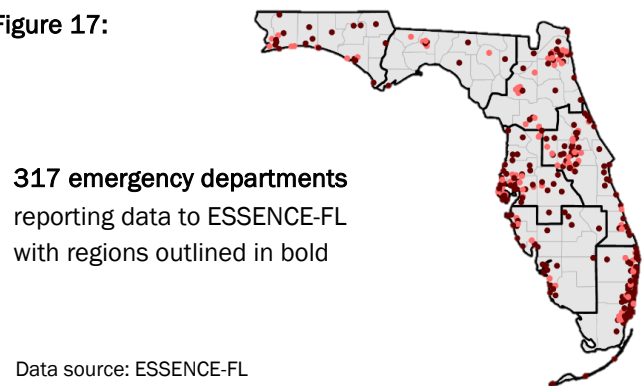 Figure 17:
317 emergency departments
reporting data to ESSENCE-FL
with regions outlined in bold
Data source: ESSENCE-FL